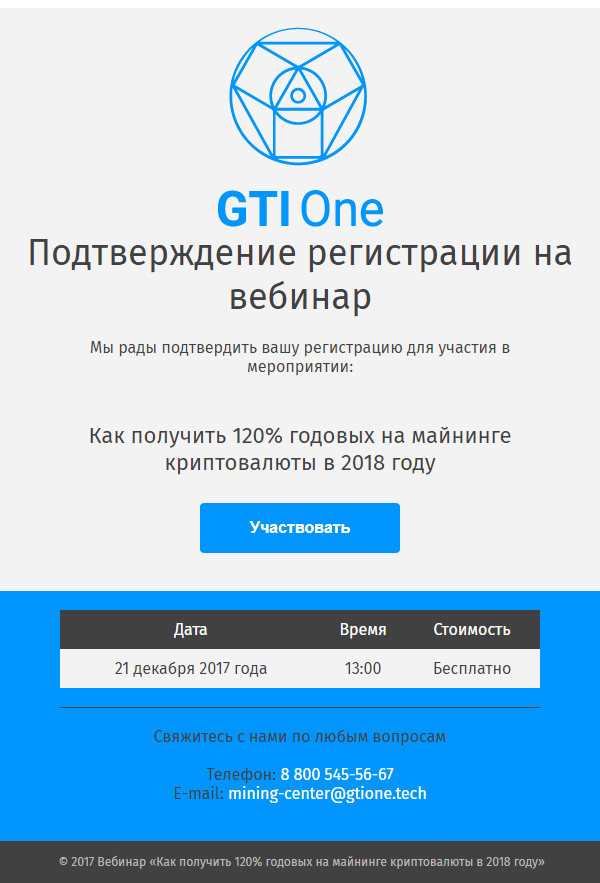 GTI One
Подтверждение регистрации на
вебинар
Мы рады подтвердить вашу регистрацию для участия в
мероприятии:
Как получить 120% годовых на майнинге
криптовалюты в 2018 году
Участвовать
Дата Время Стоимость
21 декабря 2017 года 13:00 Бесплатно
Свяжитесь с нами по любым вопросам
Телефон: 8 800 545-56-67
E-mail: mining-center@gtione.tech
© 2017 Вебинар «Как получить 120% годовых на майнинге криптовалюты в 2018 году»